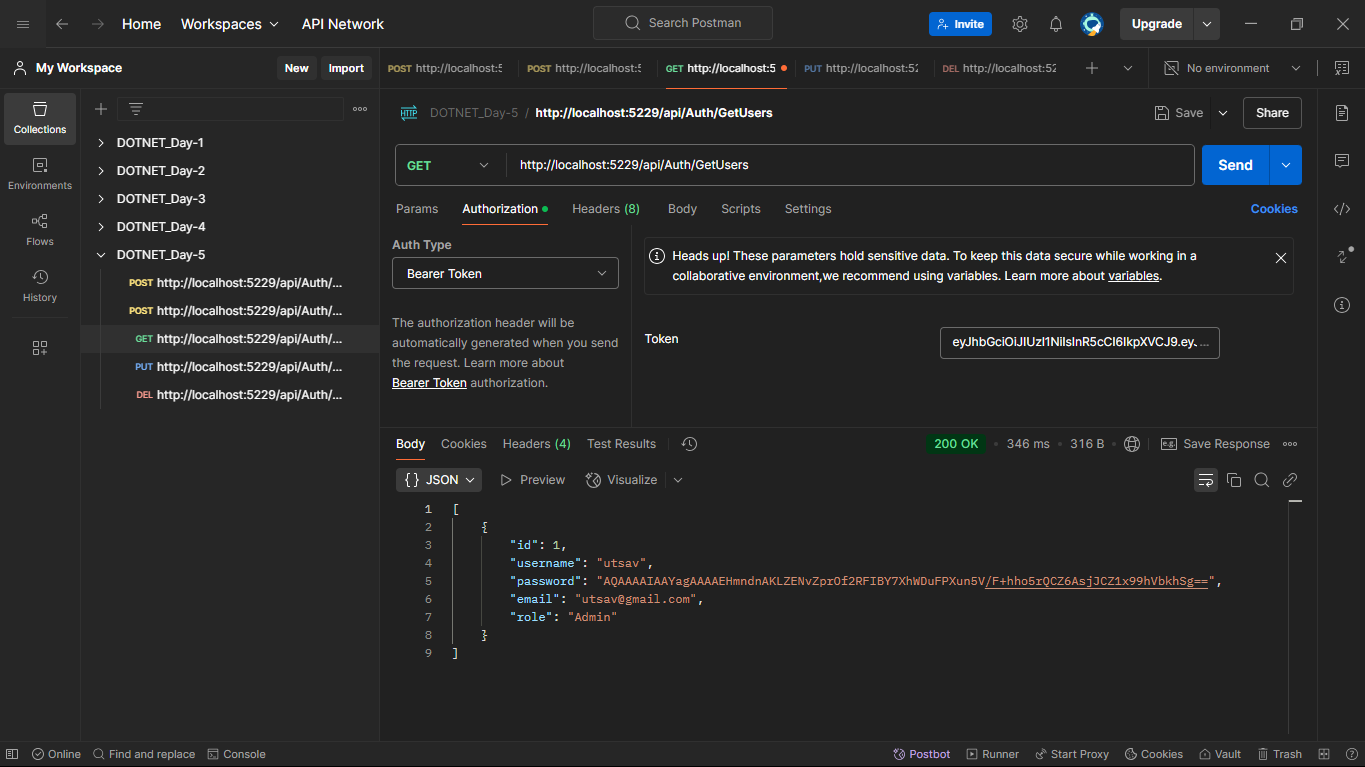 Home Workspaces API Network Search Postman Invite Upgrade
My Workspace New Import POST http://localhost:5 POST http://localhost:5 GET http://localhost:5 PUT http://localhost:52 DEL http://localhost:52 No environment
Collections
Environments
Flows
History
DOTNET_Day-1
DOTNET_Day-2
DOTNET_Day-3
DOTNET_Day-4
DOTNET_Day-5
POST http://localhost:5229/api/Auth/...
POST http://localhost:5229/api/Auth/...
GET http://localhost:5229/api/Auth/...
PUT http://localhost:5229/api/Auth/...
DEL http://localhost:5229/api/Auth/...
HTTP DOTNET_Day-5 / http://localhost:5229/api/Auth/GetUsers Save Share
GET http://localhost:5229/api/Auth/GetUsers Send
Params Authorization Headers (8) Body Scripts Settings Cookies
Auth Type
Bearer Token
The authorization header will be
automatically generated when you send
the request. Learn more about
Bearer Token authorization.
Heads up! These parameters hold sensitive data. To keep this data secure while working in a
collaborative environment,we recommend using variables. Learn more about variables.
Token eyJhbGciOiJIUzI1NiIsInR5cCI6IkpXVCJ9.eyJ ...
Body Cookies Headers (4) Test Results 200 OK 346 ms 316 B e.g. Save Response
{} JSON Preview Visualize
1 [
2 {
3 "id": 1,
4 "username": "utsav",
5 "password": "AQAAAAIAAYagAAAAEHmndnAKLZENvZprOf2RFIBY7XhWDuFPXun5V/F+hho5rQCZ6AsjJCZ1x99hVbkhSg==",
6 "email": "utsav@gmail.com",
7 "role": "Admin"
8 }
9 ]
Online Find and replace Console Postbot Runner Start Proxy Cookies Vault Trash